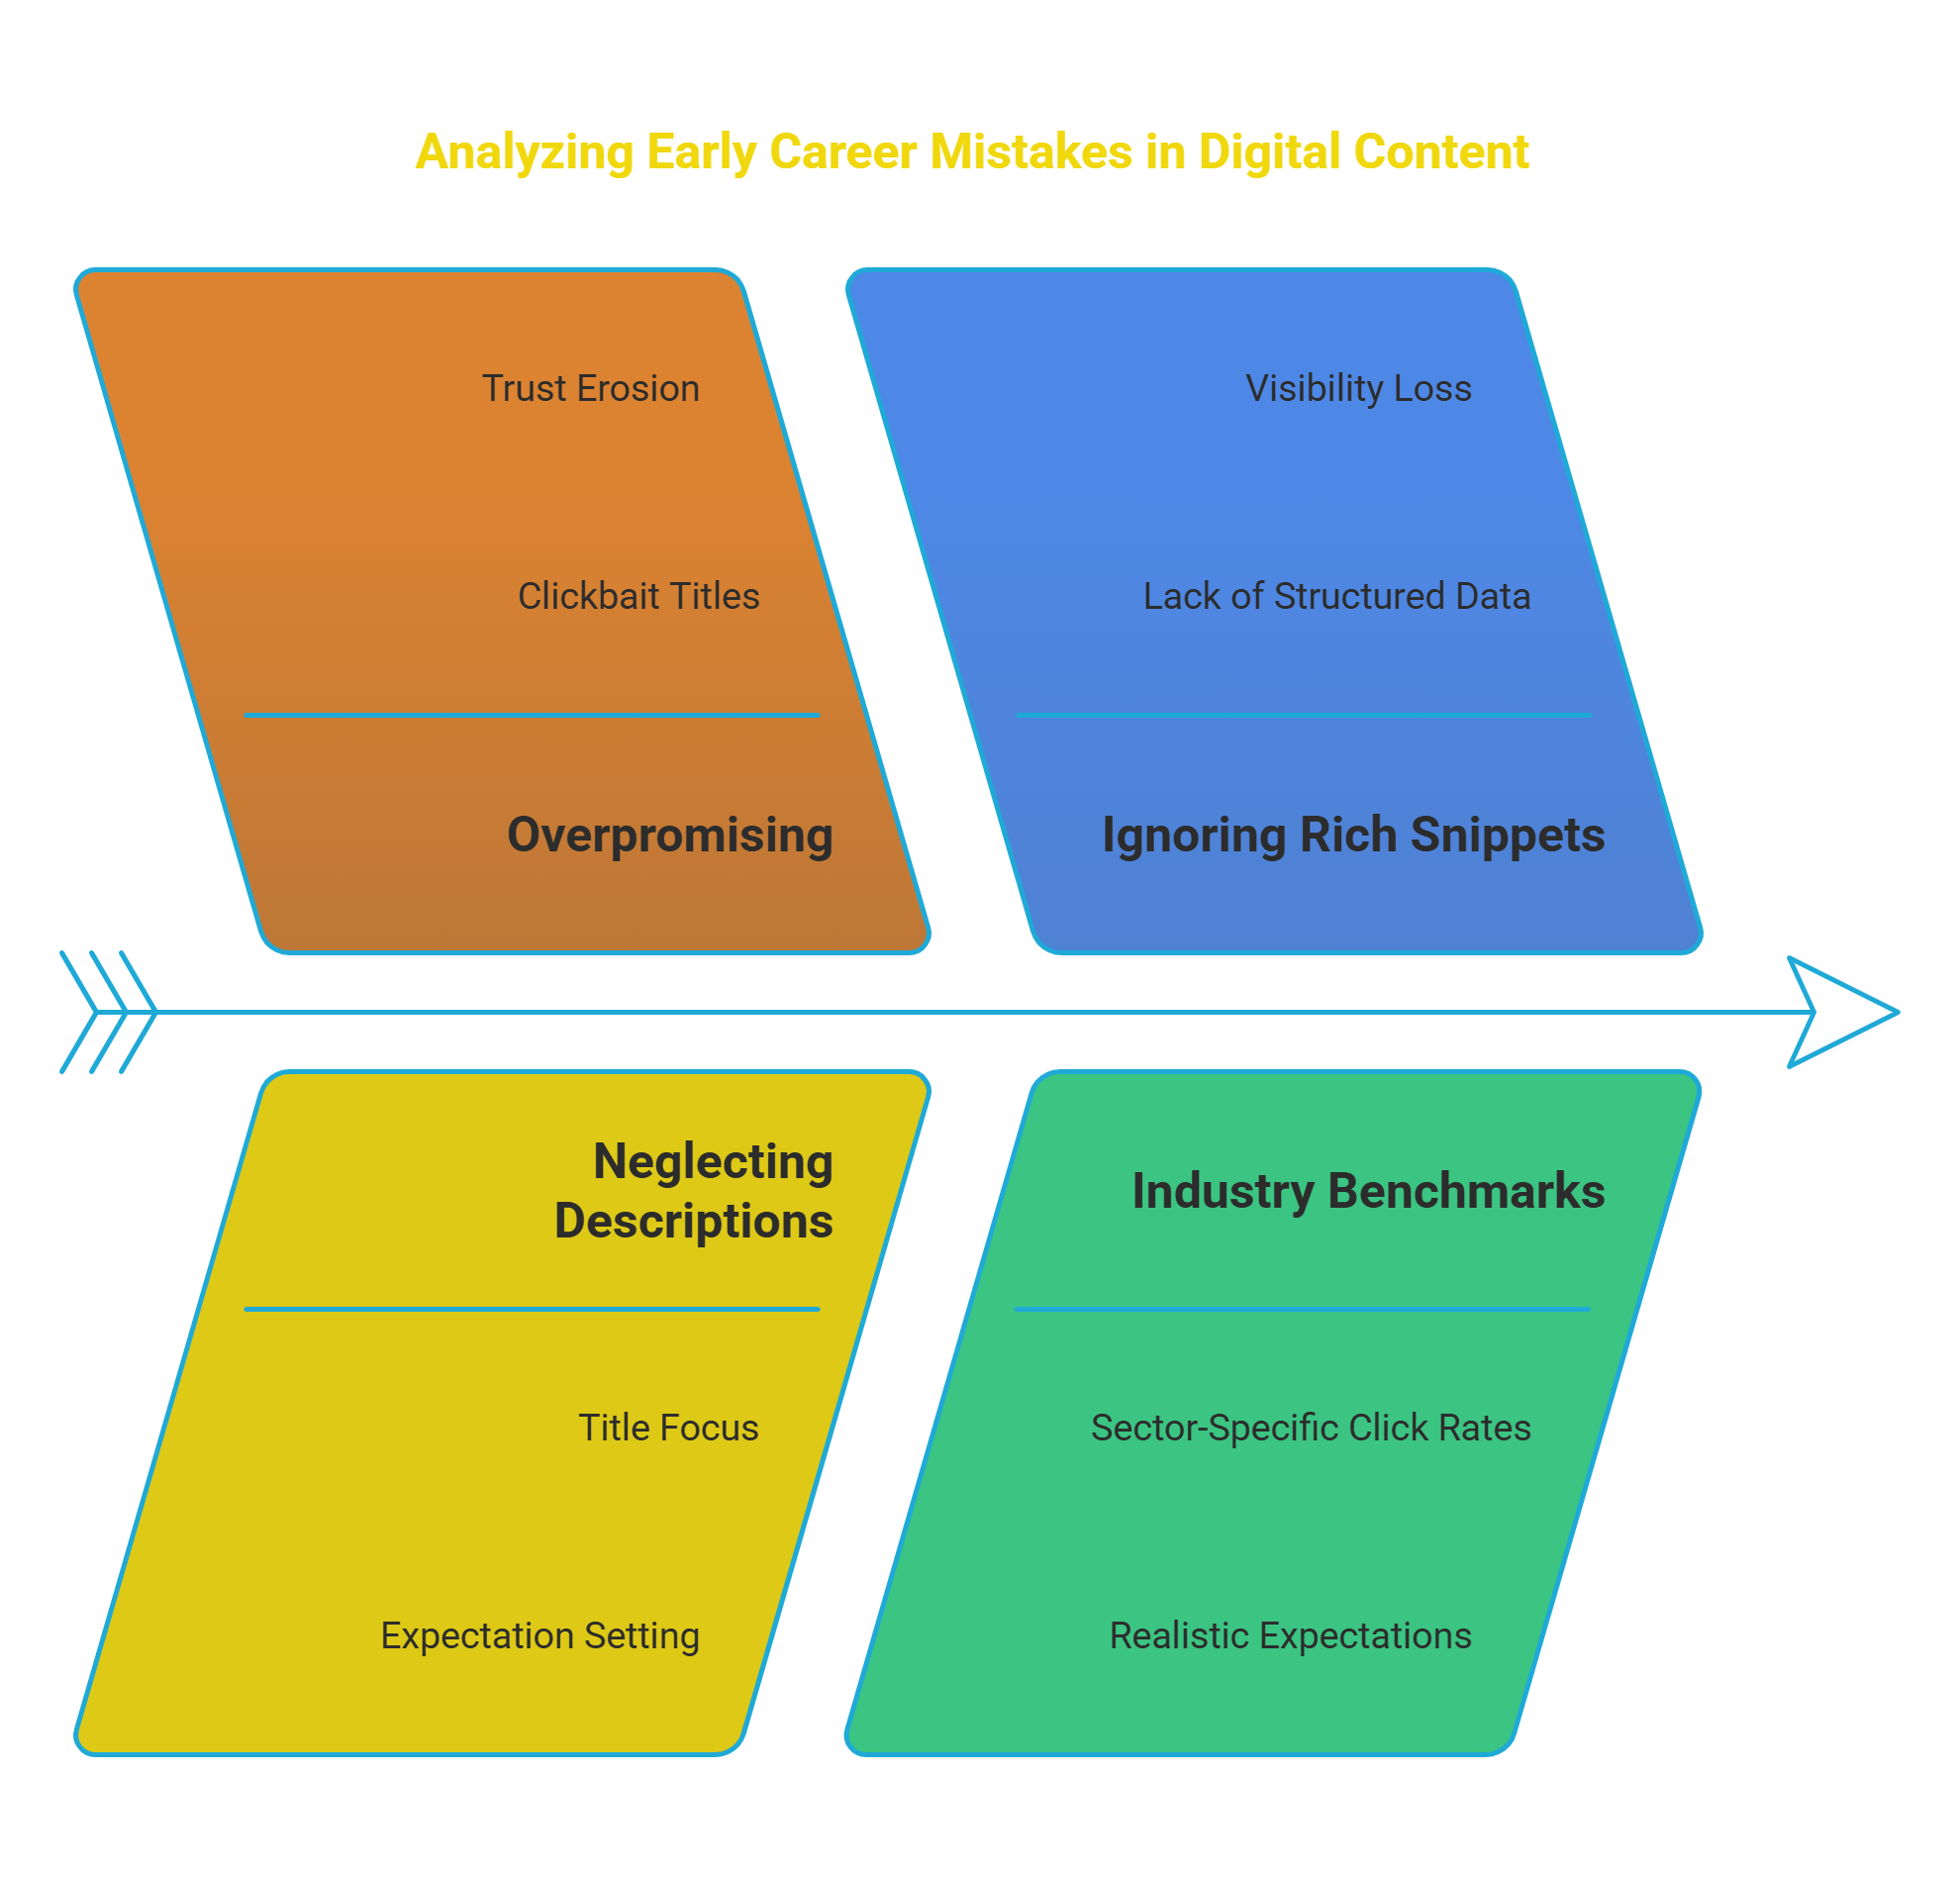 Analyzing Early Career Mistakes in Digital Content
Trust Erosion
Clickbait Titles
Overpromising
Visibility Loss
Lack of Structured Data
Ignoring Rich Snippets
Neglecting
Descriptions
Title Focus
Expectation Setting
Industry Benchmarks
Sector-Specific Click Rates
Realistic Expectations